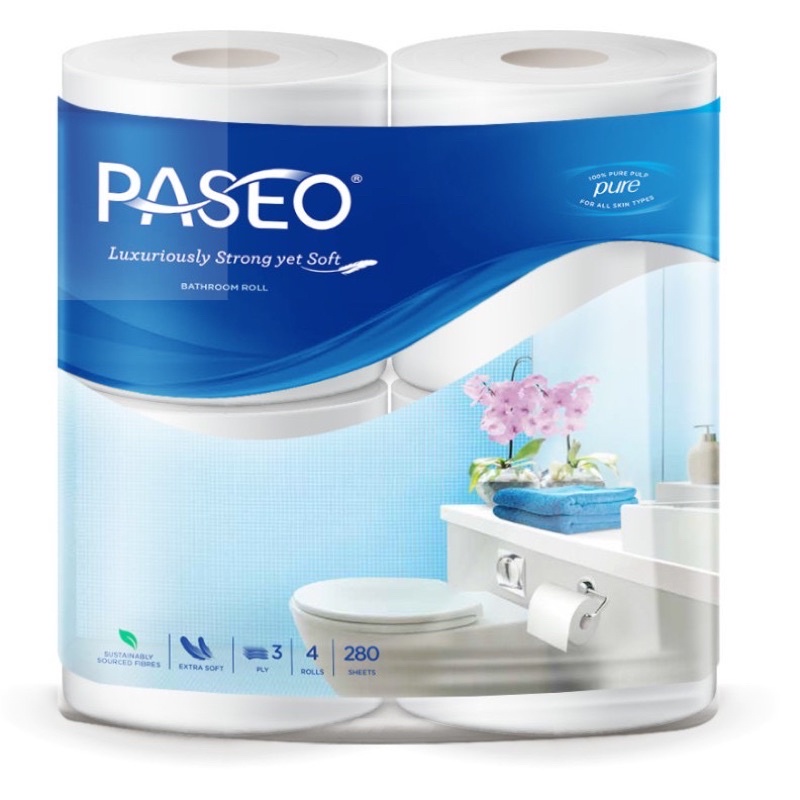 PASEO®
Luxuriously Strong yet Soft
BATHROOM ROLL
100% PURE PULP
pure
FOR ALL SKIN TYPES
SUSTAINABLY
SOURCED FIBRES
EXTRA SOFT
3
PLY
4
ROLLS
280
SHEETS